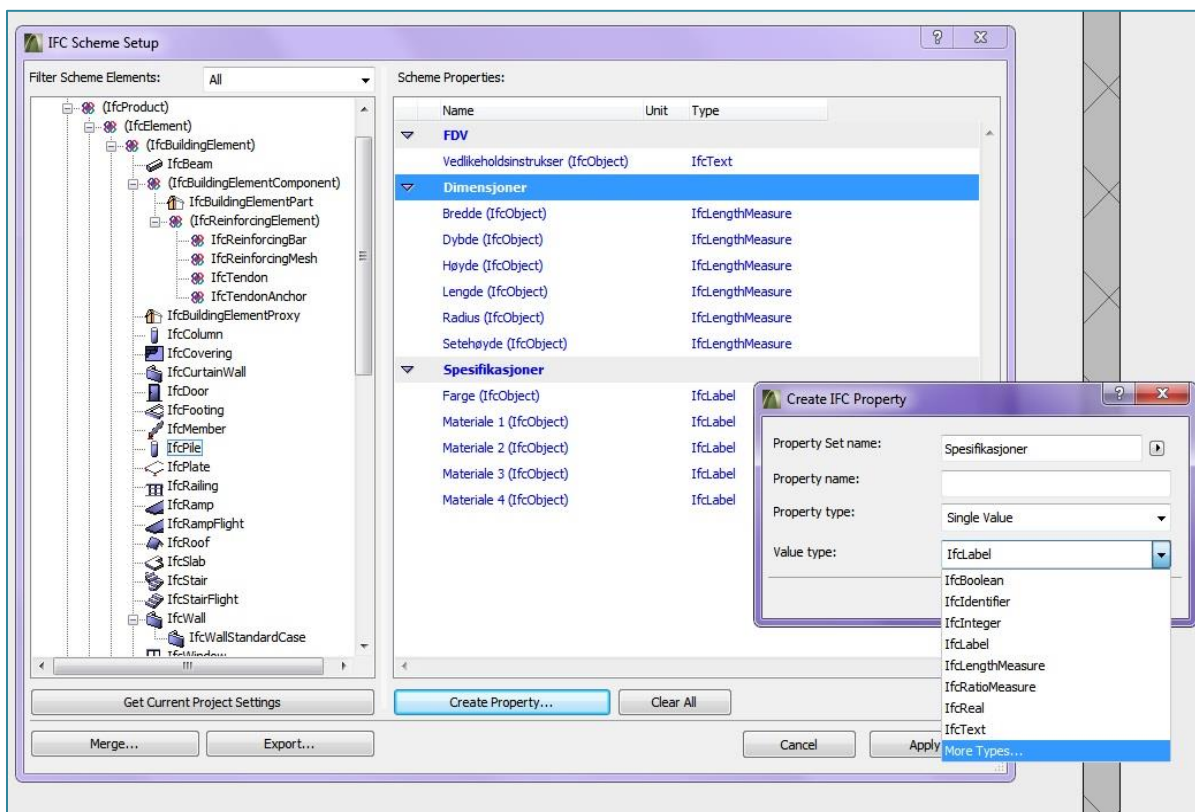 IFC Scheme Setup
Filter Scheme Elements: All
(IfcProduct)
(IfcElement)
(IfcBuildingElement)
IfcBeam
(IfcBuildingElementComponent)
IfcBuildingElementPart
(IfcReinforcingElement)
IfcReinforcingBar
IfcReinforcingMesh
IfcTendon
IfcTendonAnchor
IfcBuildingElementProxy
IfcColumn
IfcCovering
IfcCurtainWall
IfcDoor
IfcFooting
IfcMember
IfcPile
IfcPlate
IfcRailing
IfcRamp
IfcRampFlight
IfcRoof
IfcSlab
IfcStair
IfcStairFlight
IfcWall
IfcWallStandardCase
IfcWindow
Get Current Project Settings
Merge... Export...
Scheme Properties:
Name Unit Type
FDV
Vedlikeholdsinstrukser (IfcObject) IfcText
Dimensjoner
Bredde (IfcObject) IfcLengthMeasure
Dybde (IfcObject) IfcLengthMeasure
Høyde (IfcObject) IfcLengthMeasure
Lengde (IfcObject) IfcLengthMeasure
Radius (IfcObject) IfcLengthMeasure
Setehøyde (IfcObject) IfcLengthMeasure
Spesifikasjoner
Farge (IfcObject) IfcLabel
Materiale 1 (IfcObject) IfcLabel
Materiale 2 (IfcObject) IfcLabel
Materiale 3 (IfcObject) IfcLabel
Materiale 4 (IfcObject) IfcLabel
Create Property... Clear All
Cancel Apply
Create IFC Property
Property Set name: Spesifikasjoner
Property name:
Property type: Single Value
Value type: IfcLabel
IfcBoolean
IfcIdentifier
IfcInteger
IfcLabel
IfcLengthMeasure
IfcRatioMeasure
IfcReal
IfcText
More Types...